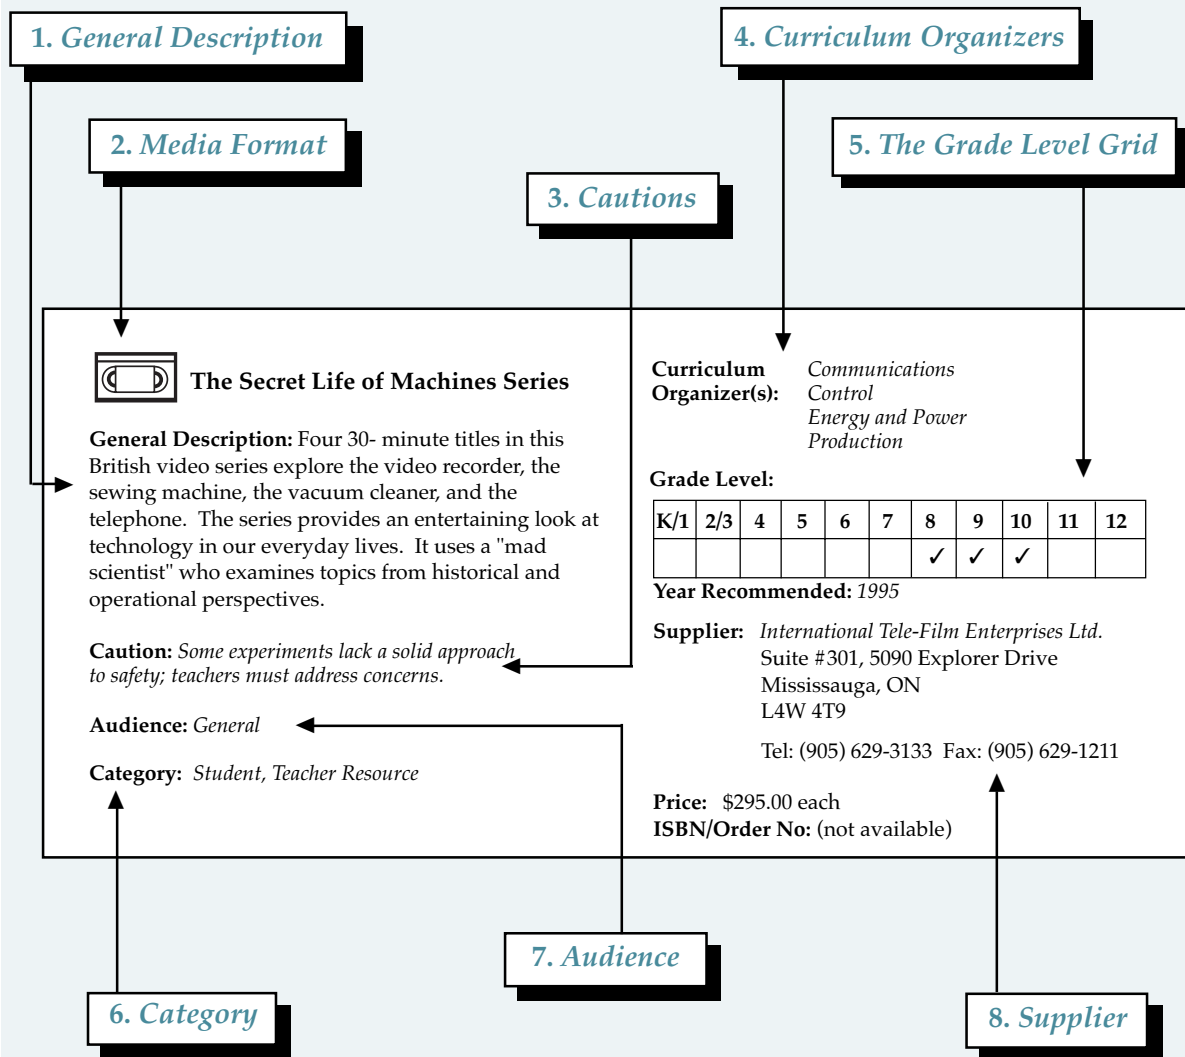 1. General Description
4. Curriculum Organizers
2. Media Format
5. The Grade Level Grid
3. Cautions
The Secret Life of Machines Series
General Description: Four 30- minute titles in this
British video series explore the video recorder, the
sewing machine, the vacuum cleaner, and the
telephone. The series provides an entertaining look at
technology in our everyday lives. It uses a "mad
scientist" who examines topics from historical and
operational perspectives.
Caution: Some experiments lack a solid approach
to safety; teachers must address concerns.
Audience: General
Category: Student, Teacher Resource
Curriculum Communications
Organizer(s): Control
Energy and Power
Production
Grade Level:
K/1 2/3 4 5 6 7 8 9 10 11 12
✓ ✓ ✓
Year Recommended: 1995
Supplier: International Tele-Film Enterprises Ltd.
Suite #301, 5090 Explorer Drive
Mississauga, ON
L4W 4T9
Tel: (905) 629-3133 Fax: (905) 629-1211
Price: $295.00 each
ISBN/Order No: (not available)
7. Audience
6. Category
8. Supplier